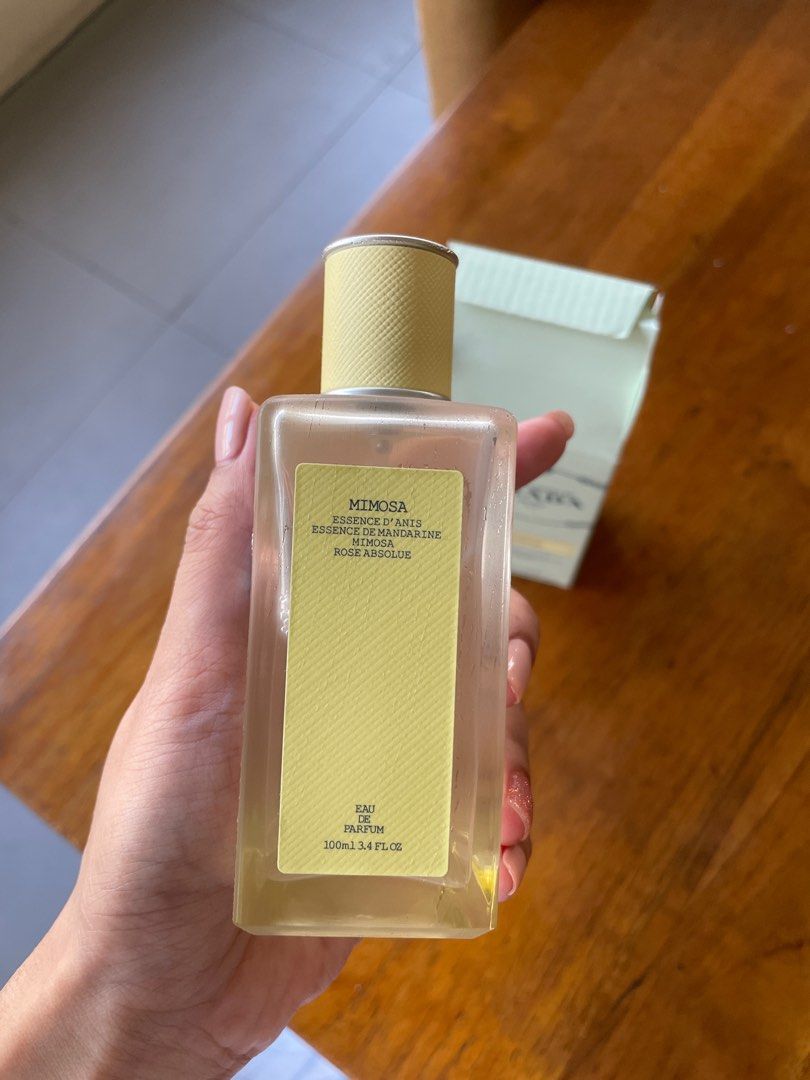 MIMOSA
ESSENCE D'ANIS
ESSENCE DE MANDARINE
MIMOSA
ROSE ABSOLUE
EAU
DE
PARFUM
100ml 3.4 FL OZ